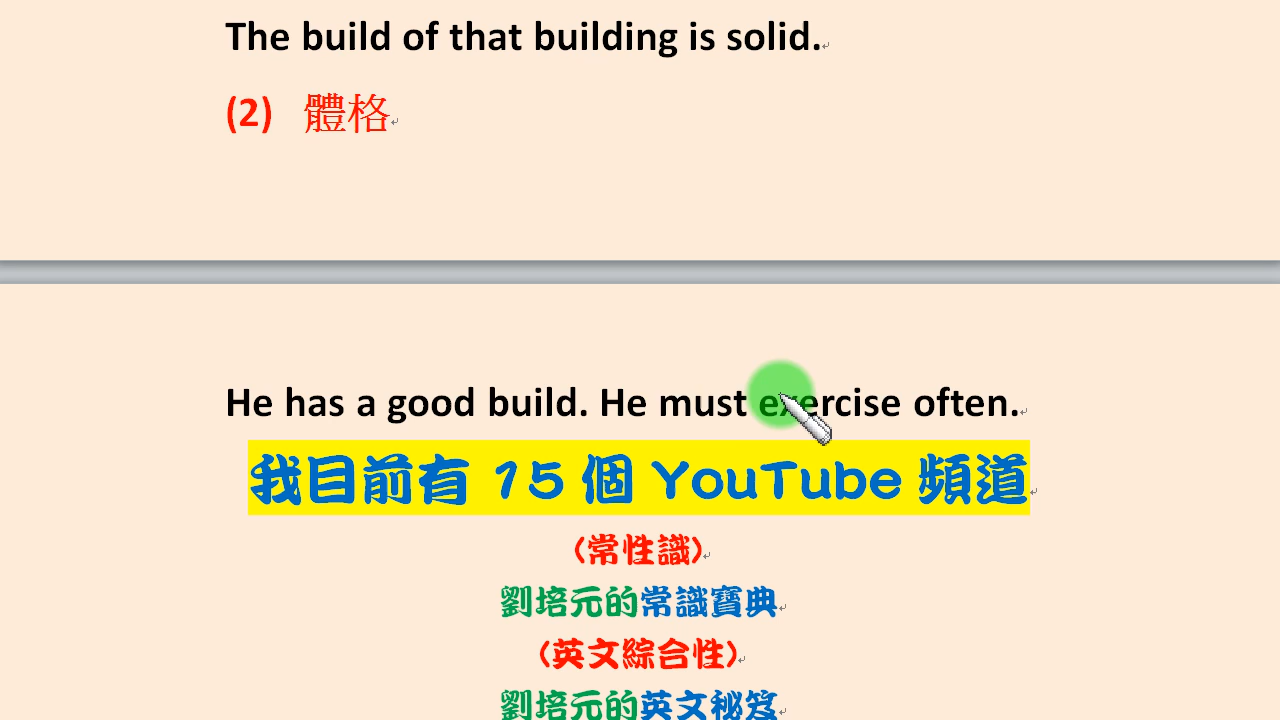 The build of that building is solid.
(2) 體格
He has a good build. He must exercise often.
我目前有 15 個 YouTube 頻道
(常性識)
劉培元的常識寶典
(英文綜合性)
劉培元的英文秘笈